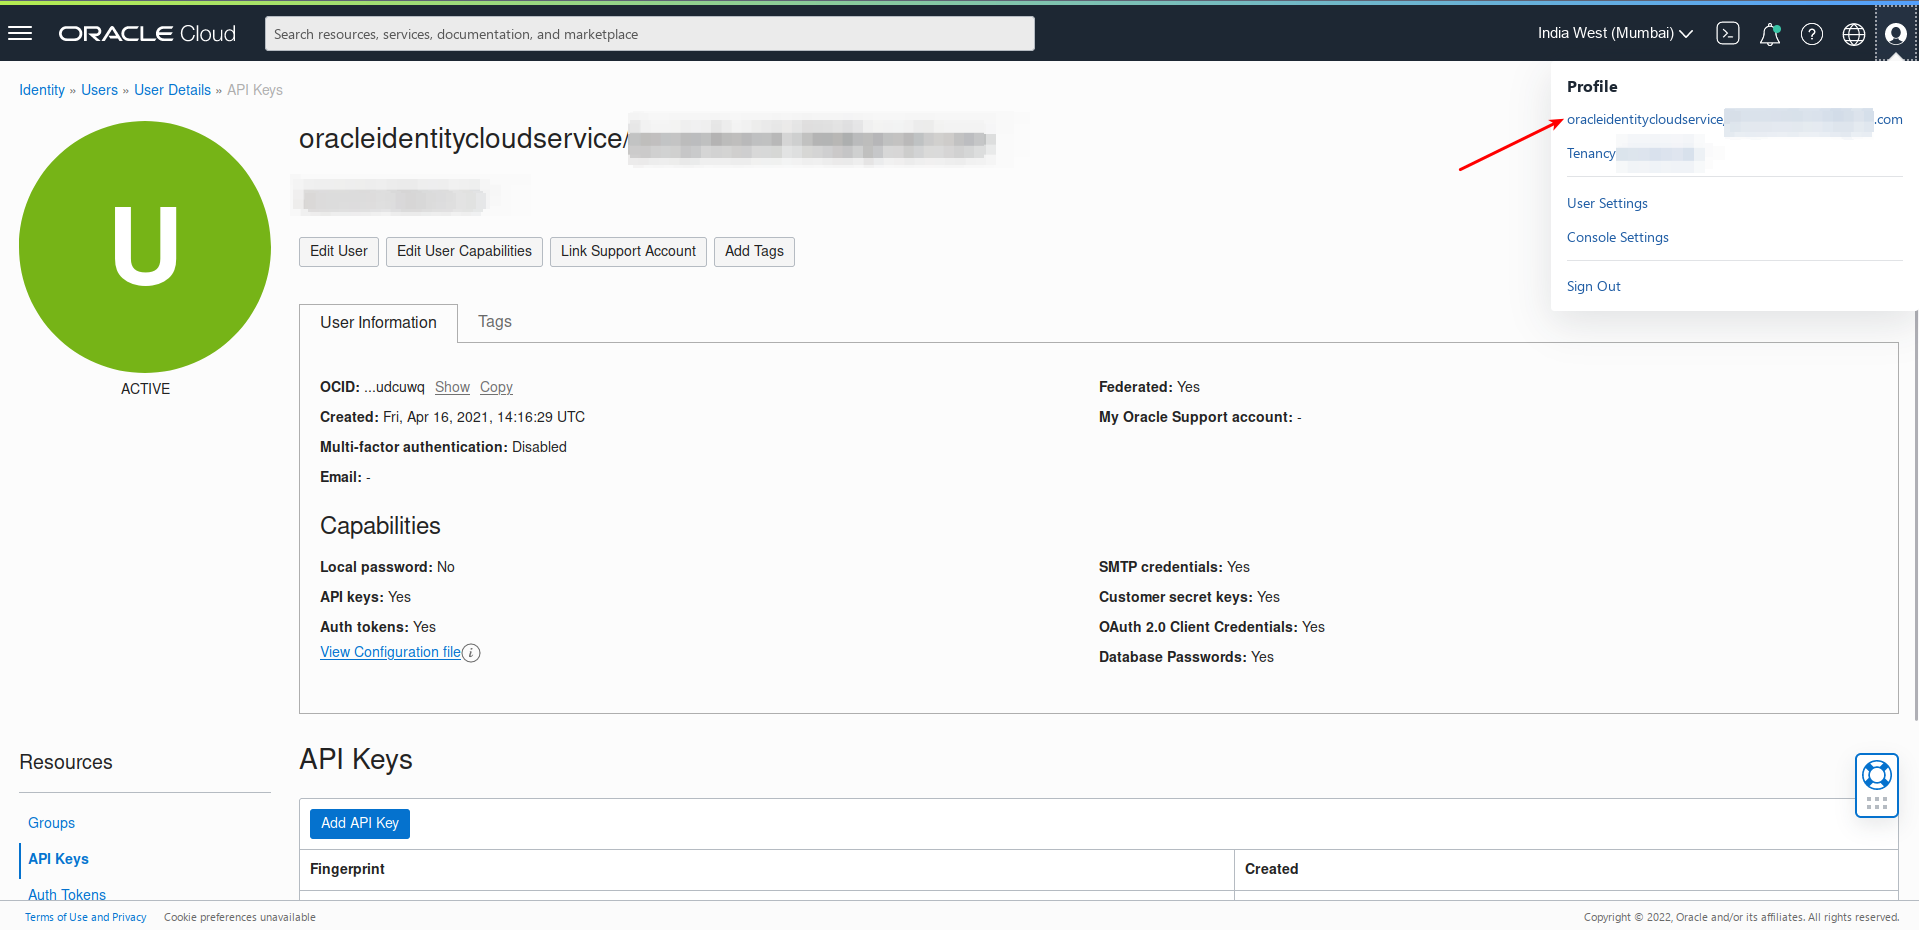 ORACLE Cloud
Search resources, services, documentation, and marketplace
India West (Mumbai)
Identity » Users » User Details » API Keys
Profile
oracleidentitycloudservice/ .com
Tenancy
User Settings
Console Settings
Sign Out
U
ACTIVE
oracleidentitycloudservice/
Edit User
Edit User Capabilities
Link Support Account
Add Tags
User Information
Tags
OCID: ...udcuwq Show Copy
Created: Fri, Apr 16, 2021, 14:16:29 UTC
Multi-factor authentication: Disabled
Email: -
Federated: Yes
My Oracle Support account: -
Capabilities
Local password: No
API keys: Yes
Auth tokens: Yes
View Configuration file
SMTP credentials: Yes
Customer secret keys: Yes
OAuth 2.0 Client Credentials: Yes
Database Passwords: Yes
Resources
Groups
API Keys
Auth Tokens
API Keys
Add API Key
Fingerprint
Created
Terms of Use and Privacy
Cookie preferences unavailable
Copyright © 2022, Oracle and/or its affiliates. All rights reserved.